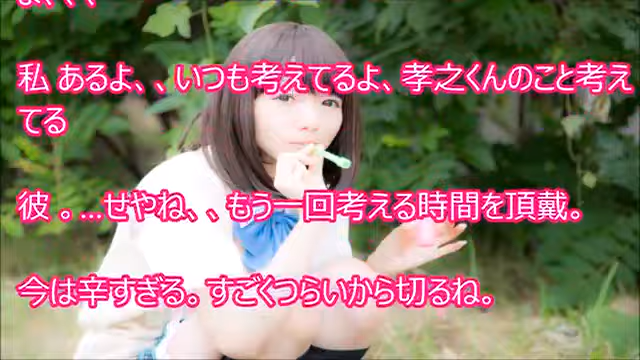 私 あるよ、、いつも考えてるよ、孝之くんのこと考え
てる
彼 。...せやね、、もう一回考える時間を頂戴。
今は辛すぎる。すごくつらいから切るね。